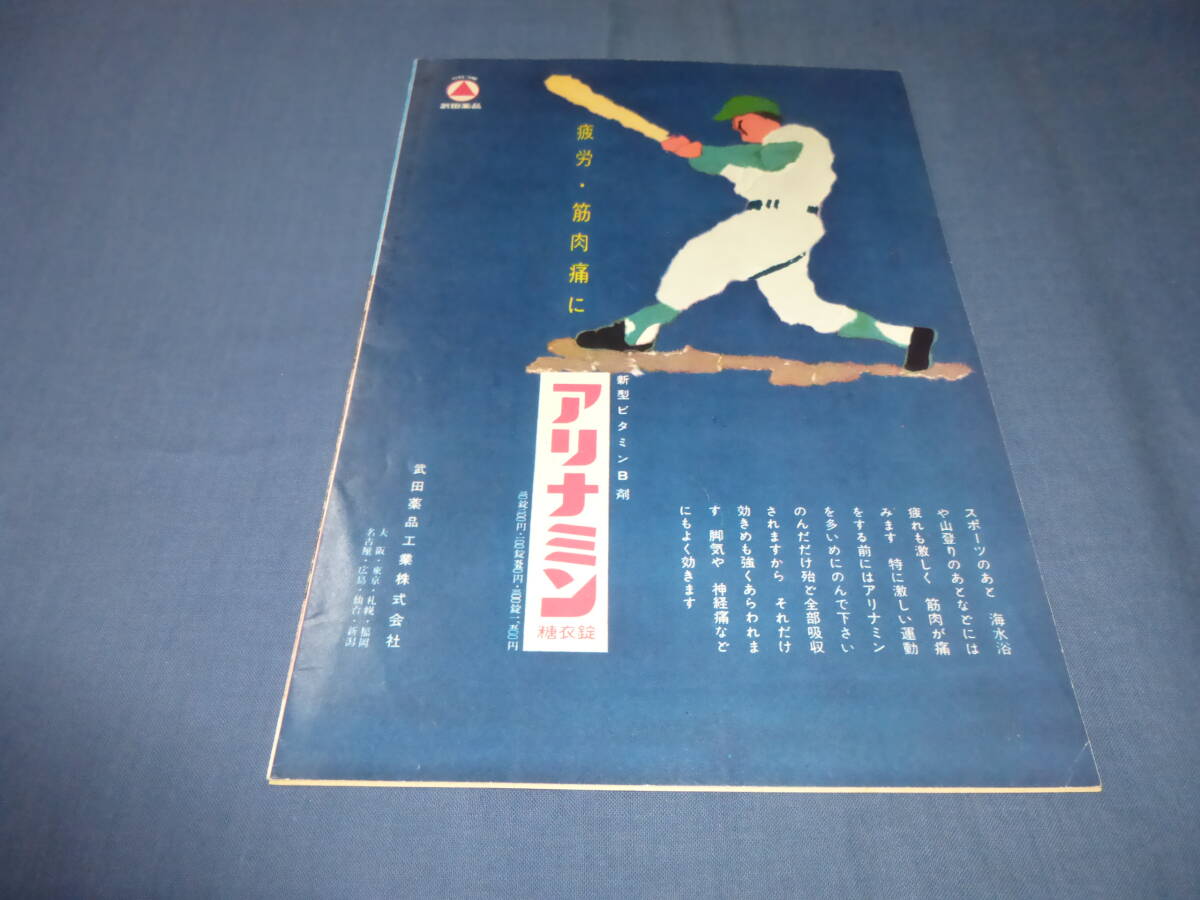 武田薬品
疲労・筋肉痛に
新型ビタミンB剤
アリナミン
糖衣錠
スポーツのあと 海水浴
や山登りのあとなどには
疲れも激しく 筋肉が痛
みます 特に激しい運動
をする前にはアリナミン
を多いめにのんで下さい
のんだだけ殆ど全部吸収
されますから それだけ
効きめも強くあらわれま
す 脚気や 神経痛など
にもよく効きます
武田薬品工業株式会社
大阪・東京・札幌・福岡
名古屋・広島・仙台・新潟